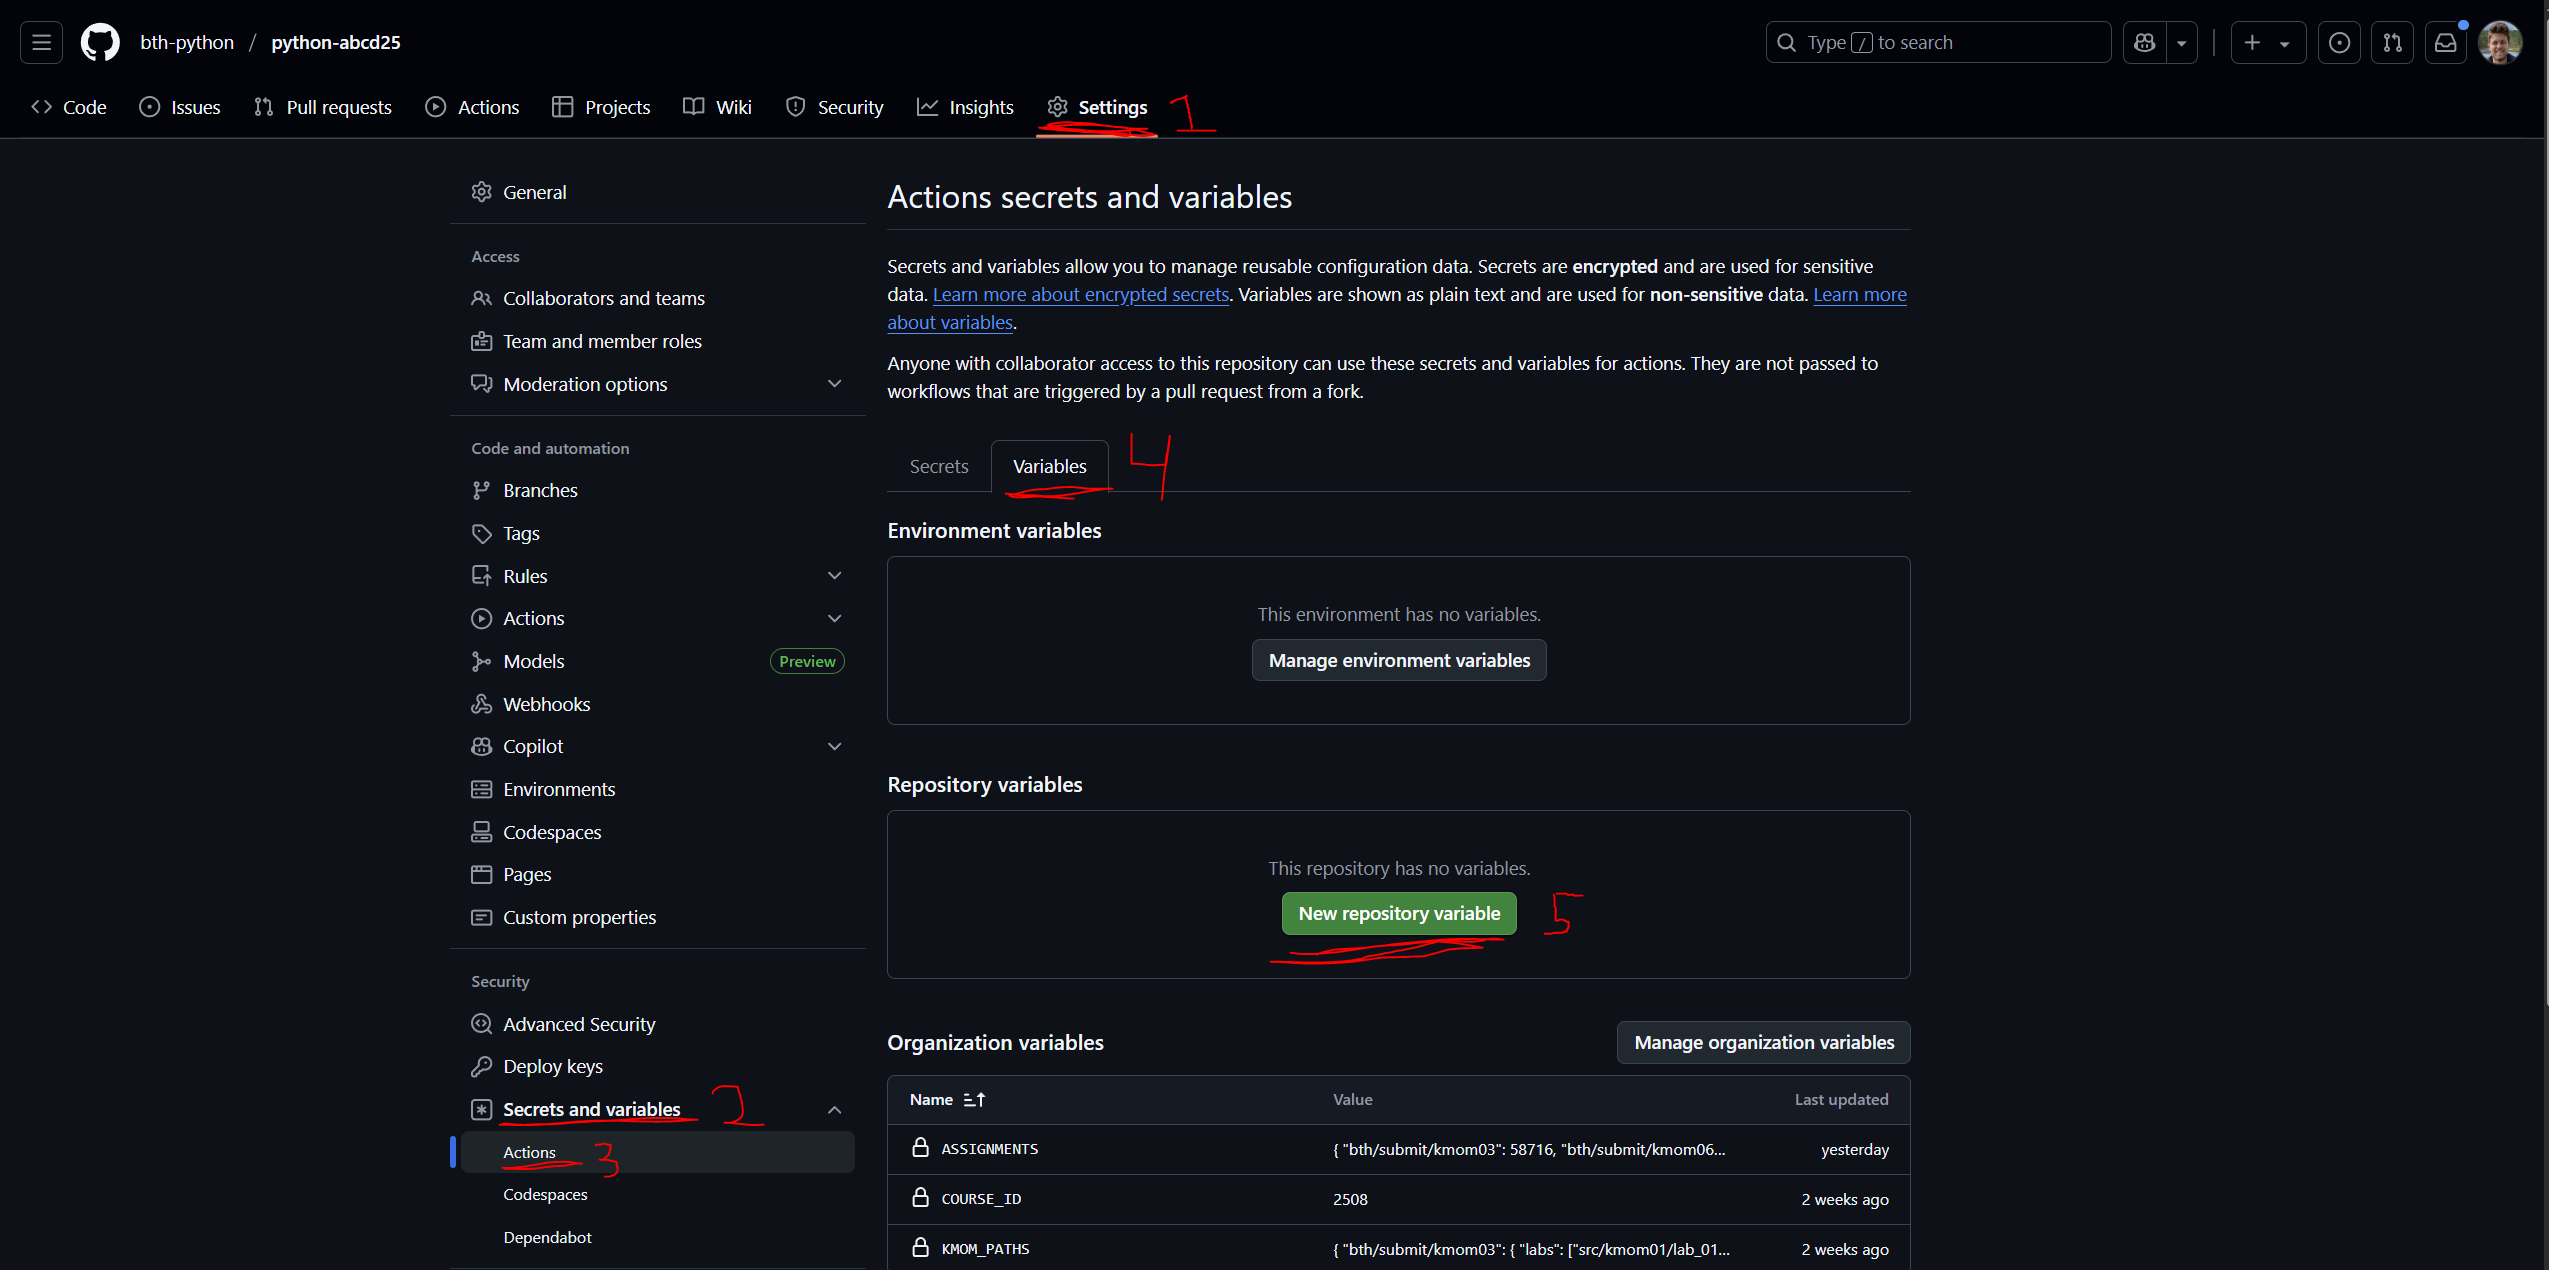 bth-python / python-abcd25
Type / to search
Code Issues Pull requests Actions Projects Wiki Security Insights Settings 1
General
Access
Collaborators and teams
Team and member roles
Moderation options
Code and automation
Branches
Tags
Rules
Actions
Models Preview
Webhooks
Copilot
Environments
Codespaces
Pages
Custom properties
Security
Advanced Security
Deploy keys
Secrets and variables 2
Actions 3
Codespaces
Dependabot
Actions secrets and variables
Secrets and variables allow you to manage reusable configuration data. Secrets are encrypted and are used for sensitive
data. Learn more about encrypted secrets. Variables are shown as plain text and are used for non-sensitive data. Learn more
about variables.
Anyone with collaborator access to this repository can use these secrets and variables for actions. They are not passed to
workflows that are triggered by a pull request from a fork.
Secrets Variables 4
Environment variables
This environment has no variables.
Manage environment variables
Repository variables
This repository has no variables.
New repository variable 5
Organization variables Manage organization variables
Name Value Last updated
ASSIGNMENTS { "bth/submit/kmom03": 58716, "bth/submit/kmom06... yesterday
COURSE_ID 2508 2 weeks ago
KMOM_PATHS { "bth/submit/kmom03": { "labs": ["src/kmom01/lab_01... 2 weeks ago